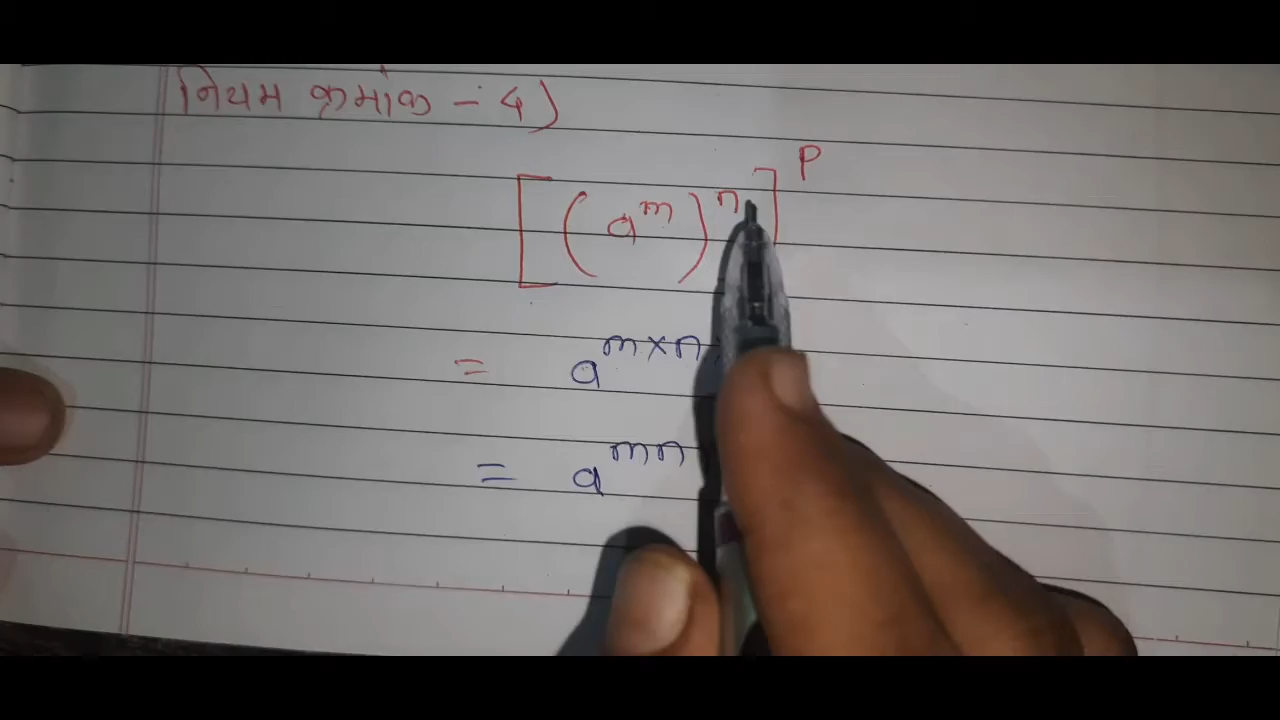 नियम क्रमांक - 4)
[(a^m)^n]^P
= a^m×n
= a^mn